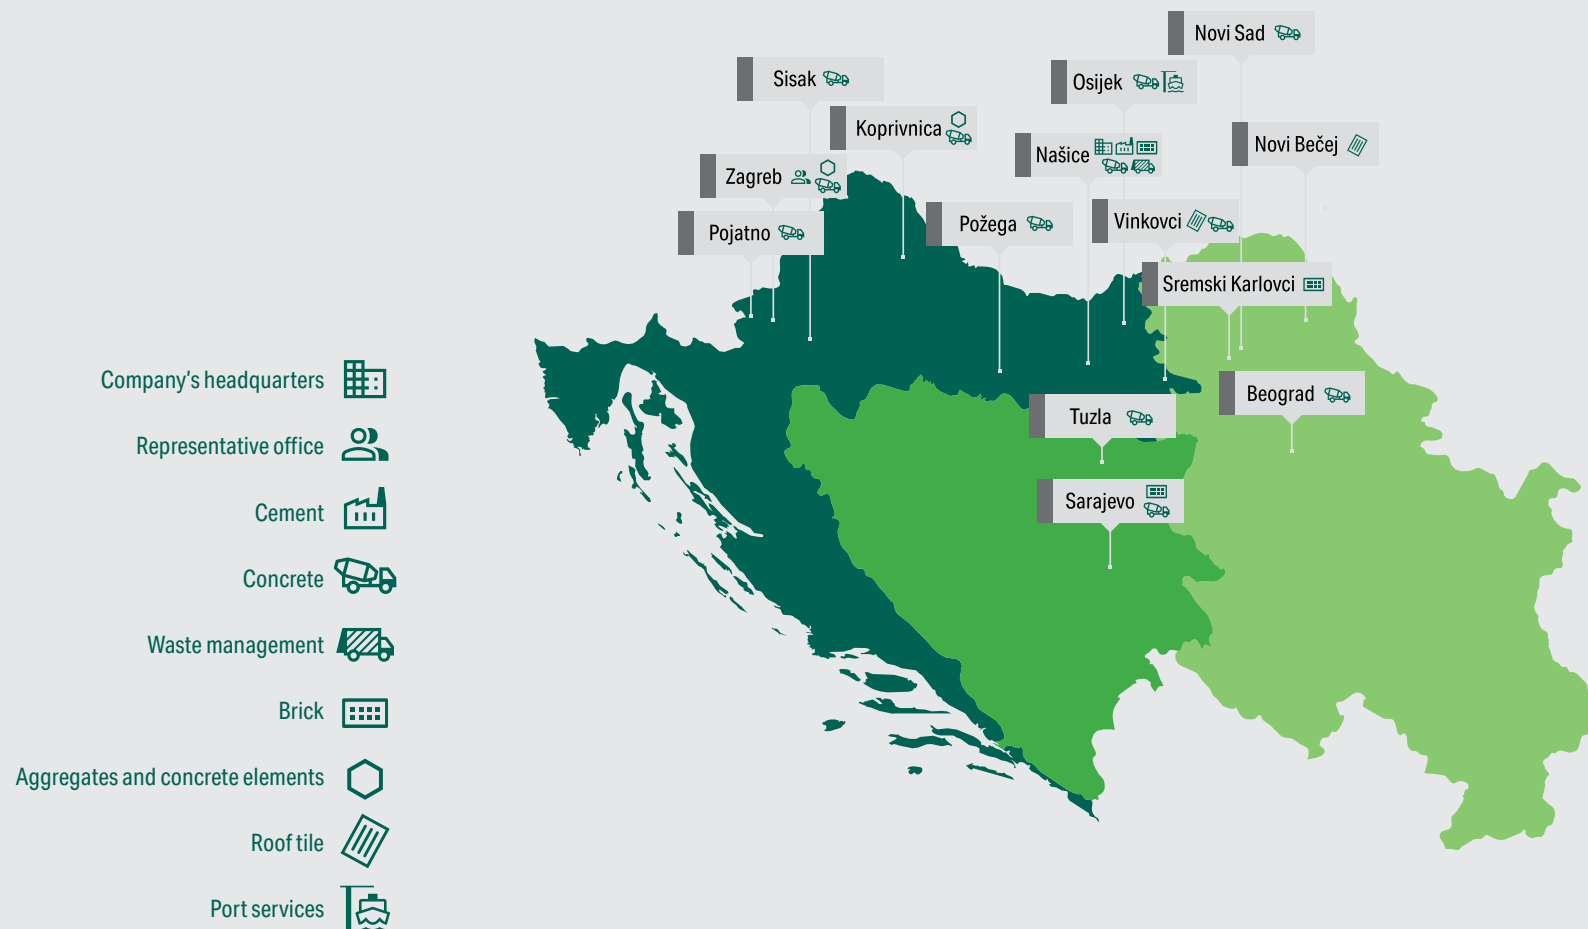 Novi Sad
Sisak
Osijek
Koprivnica
Novi Bečej
Našice
Zagreb
Vinkovci
Požega
Pojatno
Sremski Karlovci
Company's headquarters
Beograd
Tuzla
Representative office
Sarajevo
Cement
Concrete
Waste management
Brick
Aggregates and concrete elements
Roof tile
Port services